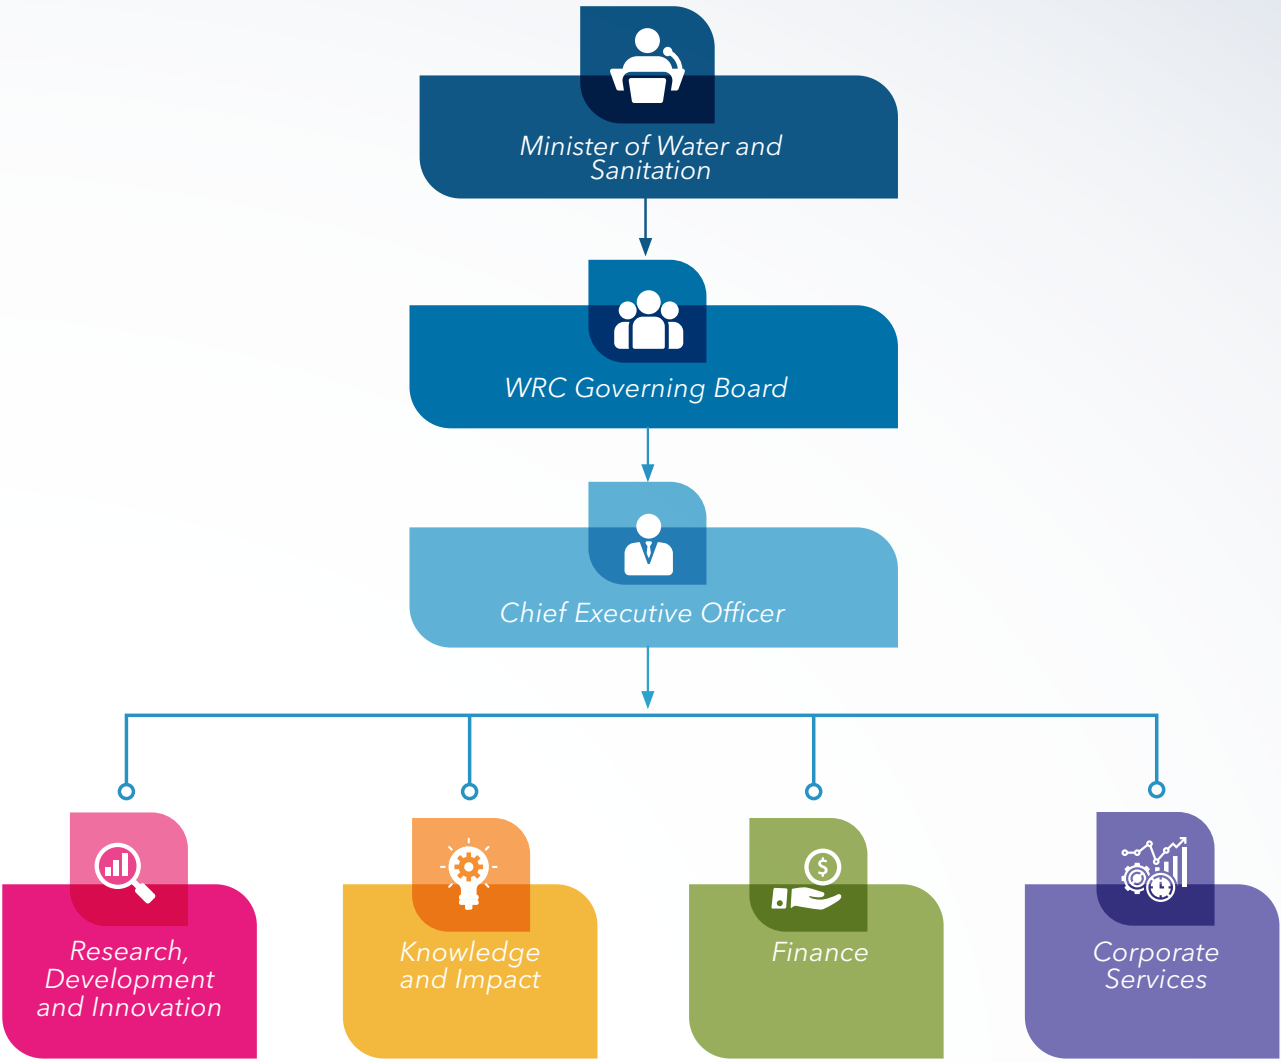 Minister of Water and
Sanitation
WRC Governing Board
Chief Executive Officer
Research,
Development
and Innovation
Knowledge
and Impact
$
Finance
Corporate
Services